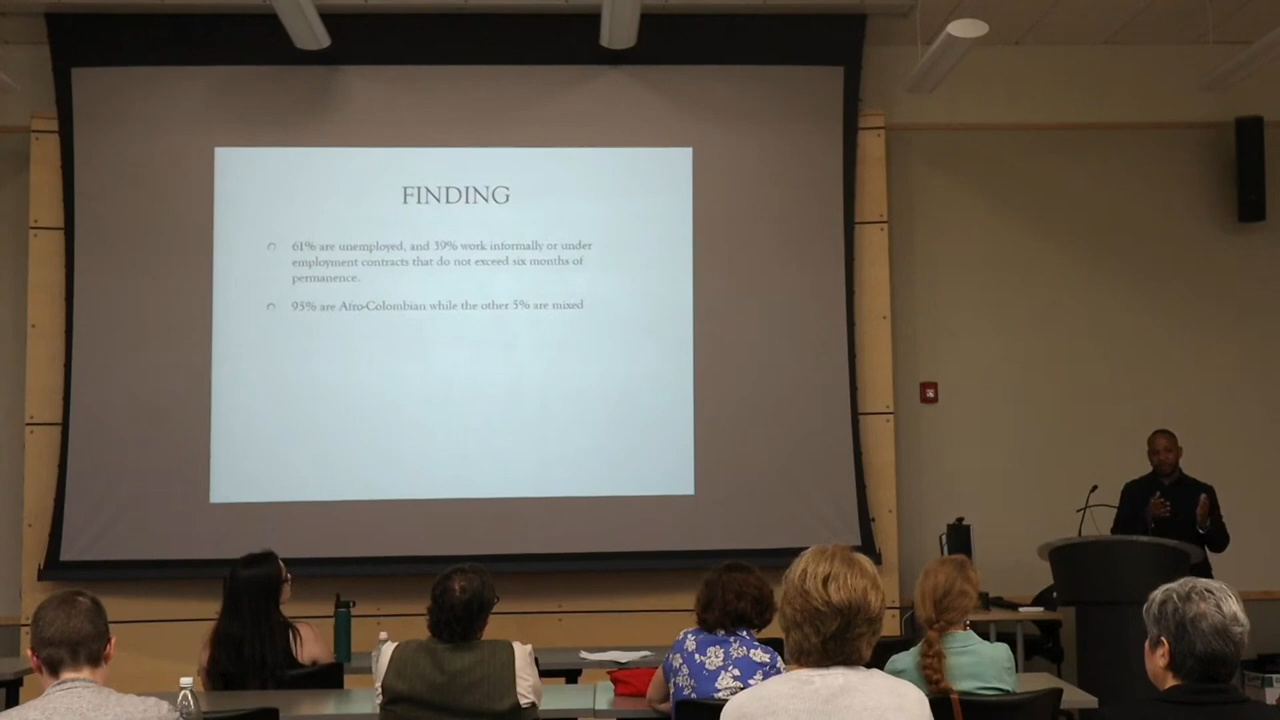 FINDING
61% are unemployed, and 39% work informally or under
employment contracts that do not exceed six months of
permanence.
95% are Afro-Colombian while the other 5% are mixed